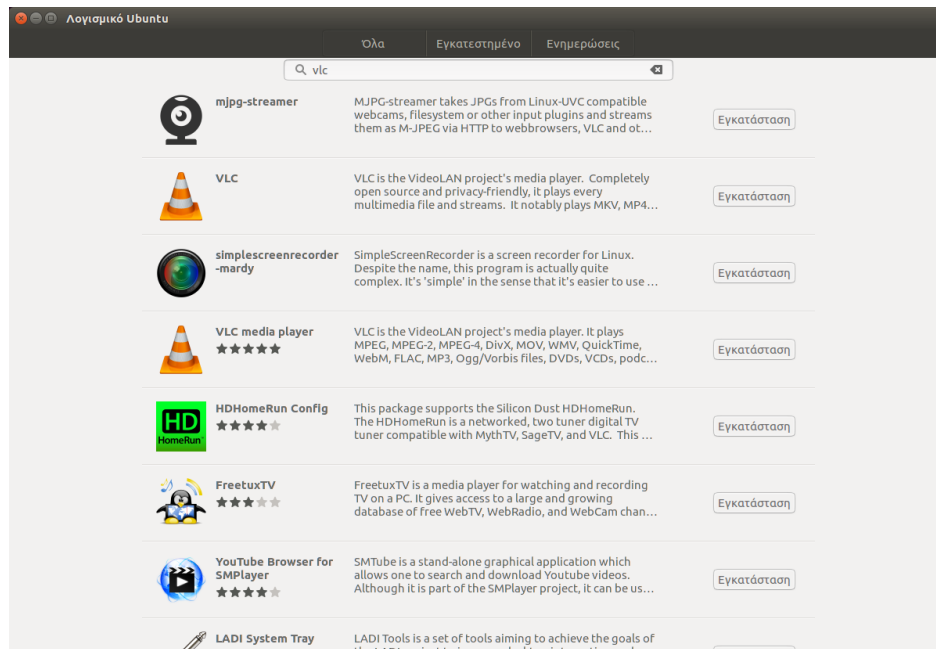 Λογισμικό Ubuntu
Όλα
Εγκατεστημένο
Ενημερώσεις
vlc
mjpg-streamer
MJPG-streamer takes JPGs from Linux-UVC compatible
webcams, filesystem or other input plugins and streams
them as M-JPEG via HTTP to webbrowsers, VLC and ot…
Εγκατάσταση
VLC
VLC is the VideoLAN project's media player.  Completely
open source and privacy-friendly, it plays every
multimedia file and streams.  It notably plays MKV, MP4…
Εγκατάσταση
simplescreenrecorder
-mardy
SimpleScreenRecorder is a screen recorder for Linux.
Despite the name, this program is actually quite
complex. It's 'simple' in the sense that it's easier to use …
Εγκατάσταση
VLC media player
VLC is the VideoLAN project's media player. It plays
MPEG, MPEG-2, MPEG-4, DivX, MOV, WMV, QuickTime,
WebM, FLAC, MP3, Ogg/Vorbis files, DVDs, VCDs, podc…
Εγκατάσταση
HD
HomeRun
HDHomeRun Config
This package supports the Silicon Dust HDHomeRun.
The HDHomeRun is a networked, two tuner digital TV
tuner compatible with MythTV, SageTV, and VLC.  This …
Εγκατάσταση
FreetuxTV
FreetuxTV is a media player for watching and recording
TV on a PC. It gives access to a large and growing
database of free WebTV, WebRadio, and WebCam chan…
Εγκατάσταση
YouTube Browser for
SMPlayer
SMTube is a stand-alone graphical application which
allows one to search and download Youtube videos.
Although it is part of the SMPlayer project, it can be us…
Εγκατάσταση
LADI System Tray
LADI Tools is a set of tools aiming to achieve the goals of